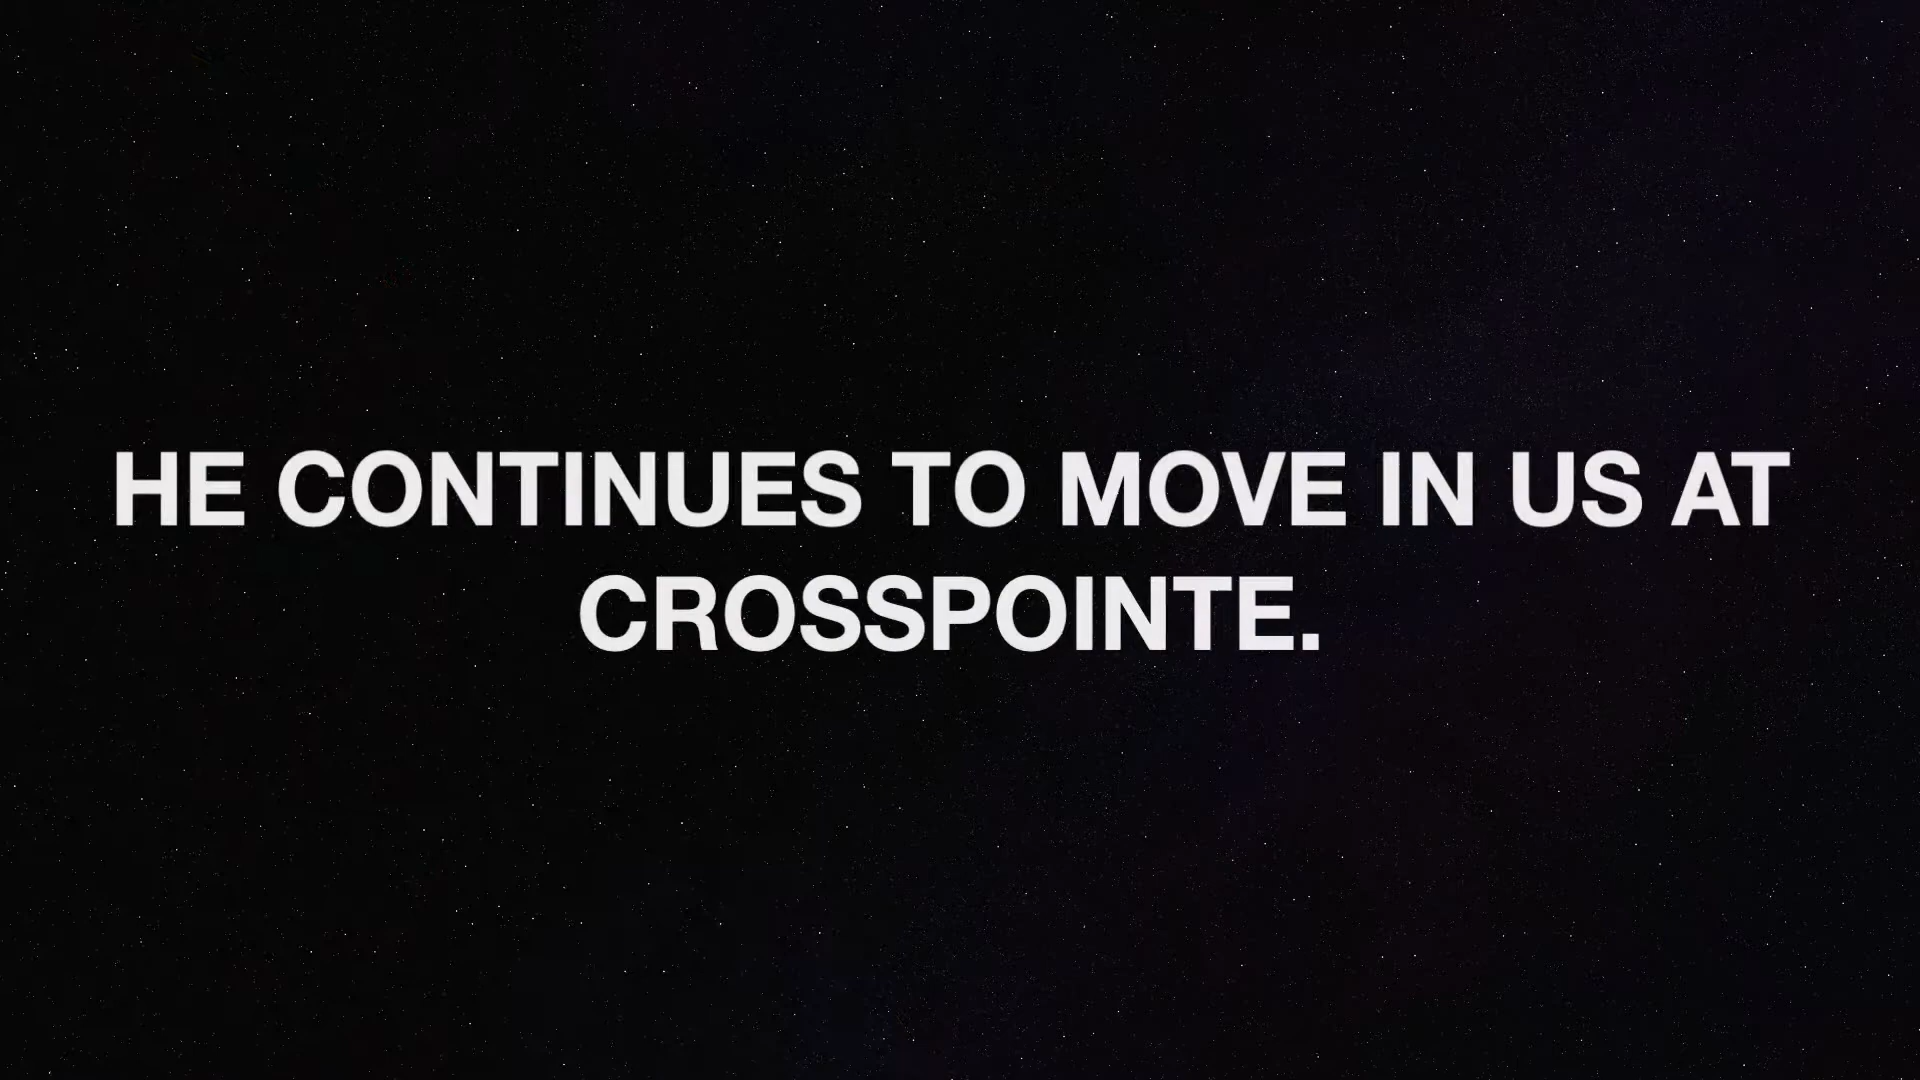 HE CONTINUES TO MOVE IN US AT
CROSSPOINTE.